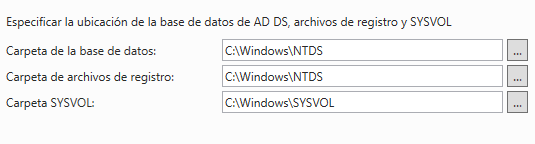 Especificar la ubicación de la base de datos de AD DS, archivos de registro y SYSVOL
Carpeta de la base de datos: C:\Windows\NTDS ...
Carpeta de archivos de registro: C:\Windows\NTDS ...
Carpeta SYSVOL: C:\Windows\SYSVOL ...